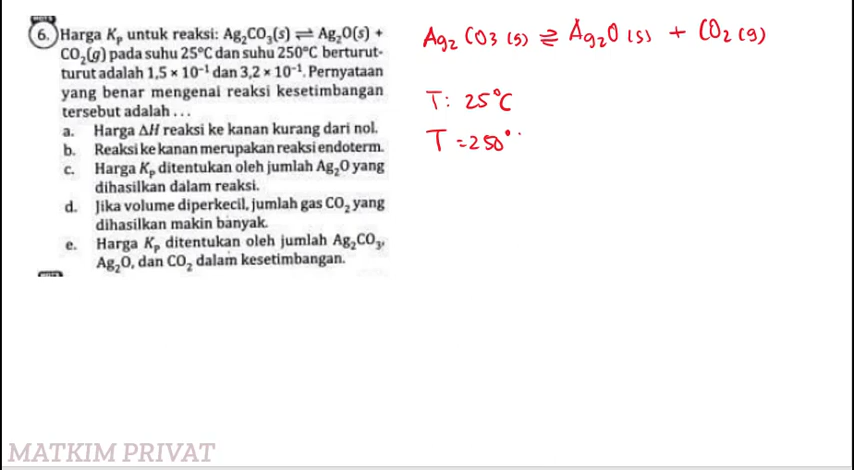 6. Harga Kₚ untuk reaksi: Ag₂CO₃(s) ⇌ Ag₂O(s) +
CO₂(g) pada suhu 25°C dan suhu 250°C berturut-
turut adalah 1,5 × 10⁻¹ dan 3,2 × 10⁻¹. Pernyataan
yang benar mengenai reaksi kesetimbangan
tersebut adalah . . .
a. Harga ΔH reaksi ke kanan kurang dari nol.
b. Reaksi ke kanan merupakan reaksi endoterm.
c. Harga Kₚ ditentukan oleh jumlah Ag₂O yang
dihasilkan dalam reaksi.
d. Jika volume diperkecil, jumlah gas CO₂ yang
dihasilkan makin banyak.
e. Harga Kₚ ditentukan oleh jumlah Ag₂CO₃,
Ag₂O, dan CO₂ dalam kesetimbangan.
Ag₂CO₃(s) ⇌ Ag₂O(s) + CO₂(g)
T: 25°C
T = 250°
MATKIM PRIVAT